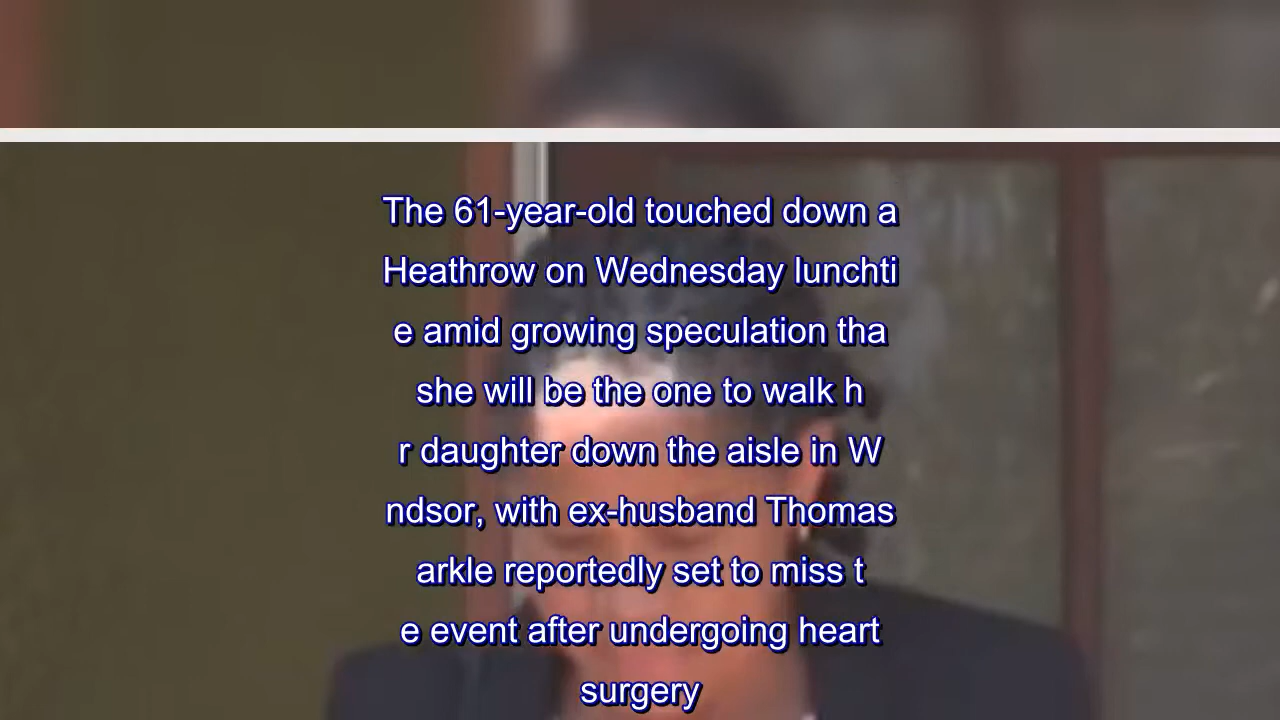 The 61-year-old touched down a
Heathrow on Wednesday lunchti
e amid growing speculation tha
she will be the one to walk h
r daughter down the aisle in W
ndsor, with ex-husband Thomas
arkle reportedly set to miss t
e event after undergoing heart
surgery